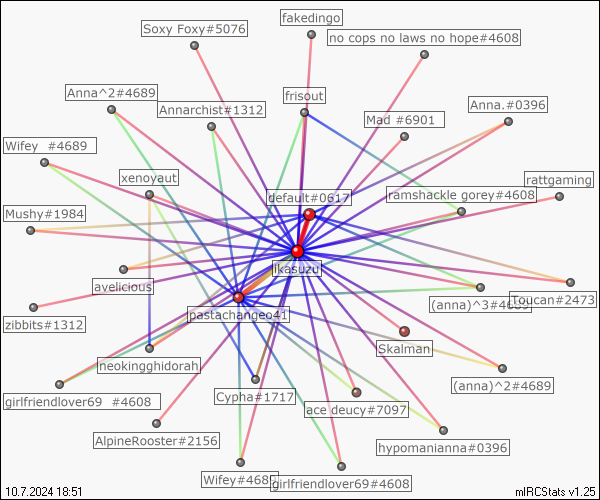 fakedingo
Soxy Foxy#5076
no cops no laws no hope#4608
Anna^2#4689
frisout
Annarchist#1312
Anna.#0396
Mad #6901
Wifey  #4689
xenoyaut
rattgaming
default#0617
ramshackle gorey#4608
Mushy#1984
likasuzu
avelicious
(anna)^3#4689
Toucan#2473
pastachangeo41
zibbits#1312
Skalman
neokingghidorah
(anna)^2#4689
Cypha#1717
girlfriendlover69  #4608
ace deucy#7097
AlpineRooster#2156
hypomanianna#0396
Wifey#4689
girlfriendlover69#4608
10.7.2024 18:51
mIRCStats v1.25